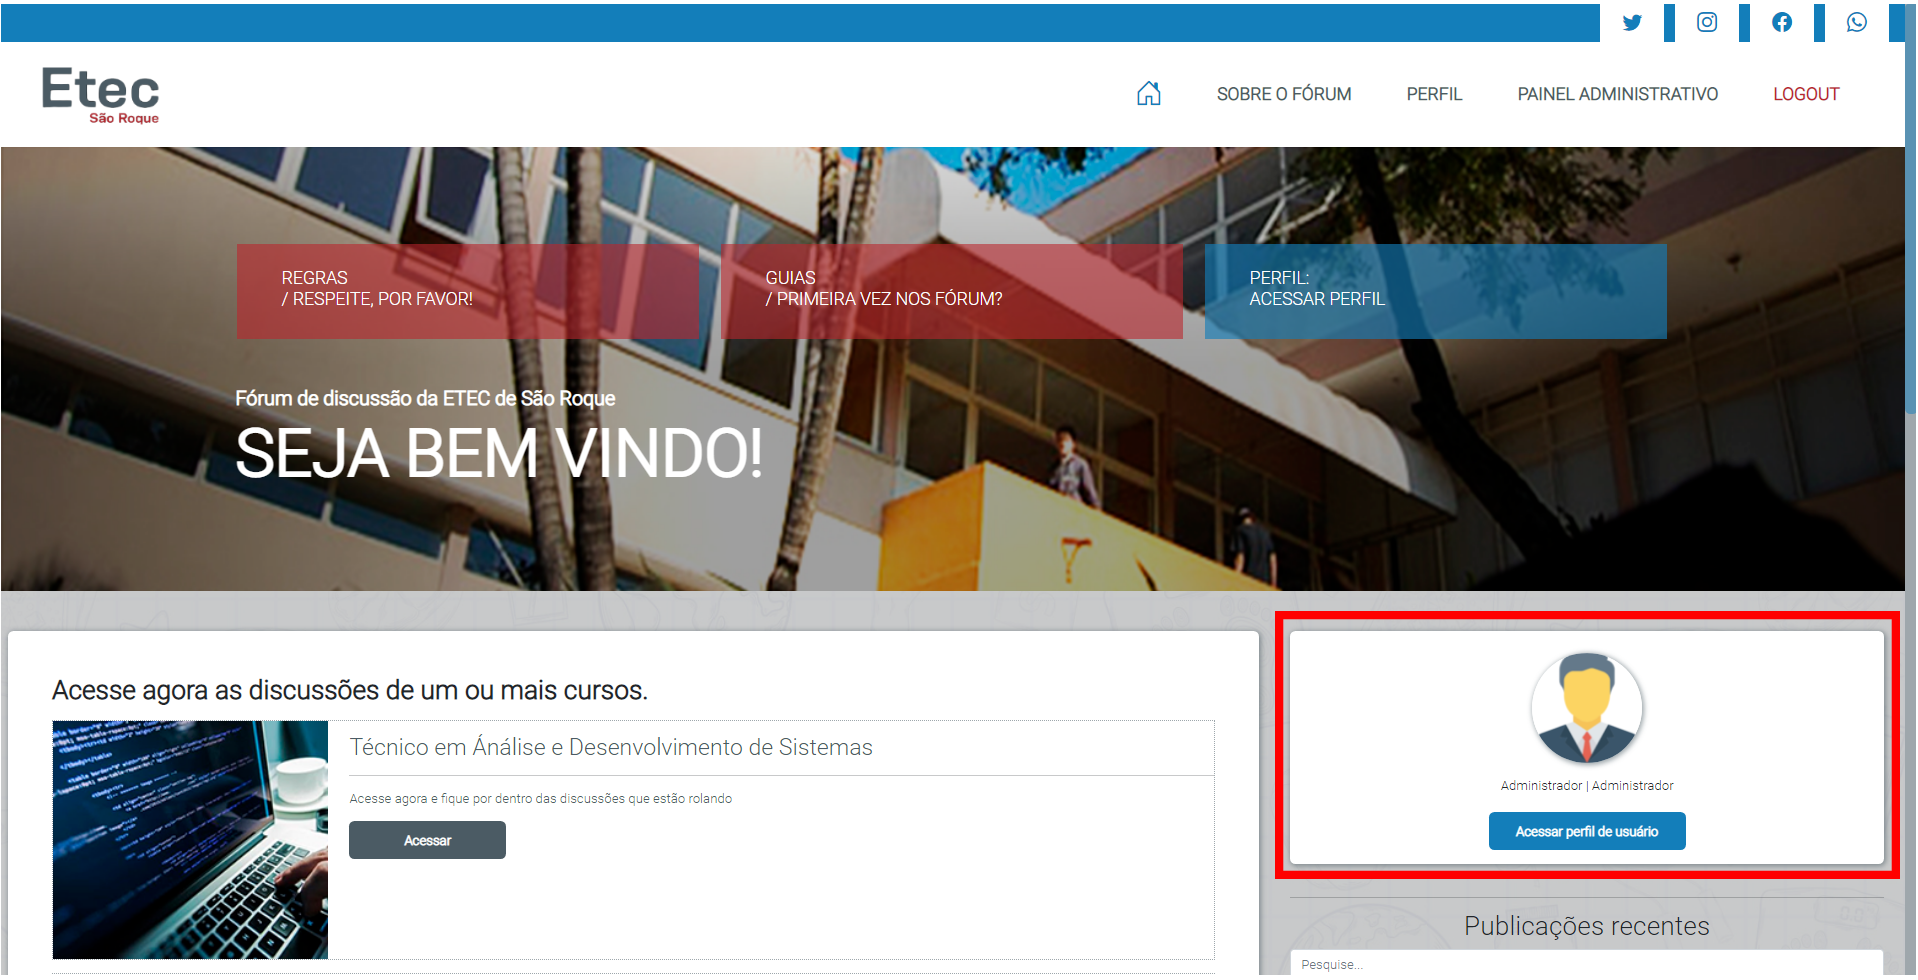 Etec
São Roque
SOBRE O FÓRUM
PERFIL
PAINEL ADMINISTRATIVO
LOGOUT
REGRAS
/ RESPEITE, POR FAVOR!
GUIAS
/ PRIMEIRA VEZ NOS FÓRUM?
PERFIL:
ACESSAR PERFIL
Fórum de discussão da ETEC de São Roque
SEJA BEM VINDO!
Acesse agora as discussões de um ou mais cursos.
Técnico em Ánálise e Desenvolvimento de Sistemas
Acesse agora e fique por dentro das discussões que estão rolando
Acessar
Administrador | Administrador
Acessar perfil de usuário
Publicações recentes
Pesquise...